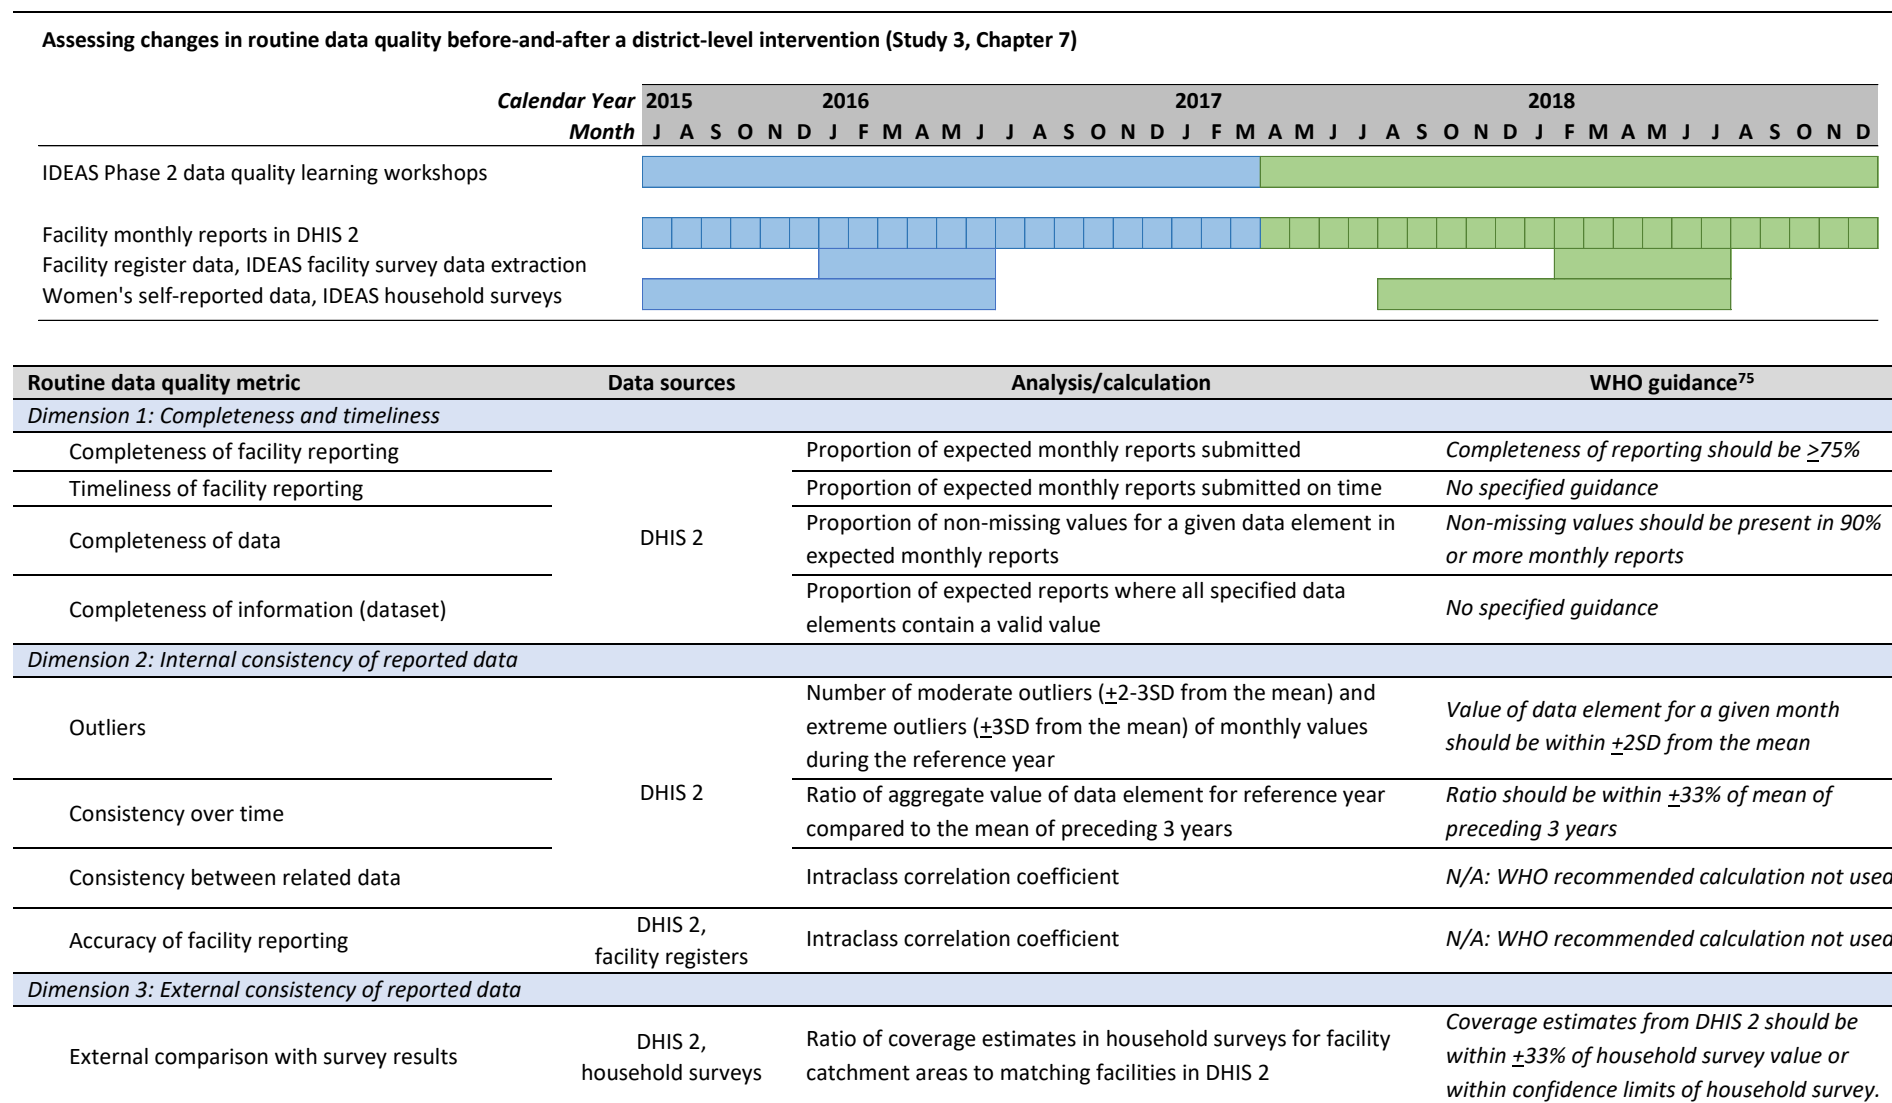 Assessing changes in routine data quality before-and-after a district-level intervention (Study 3, Chapter 7)
Calendar Year 2015 2016 2017 2018
Month J A S O N D J F M A M J J A S O N D J F M A M J J A S O N D J F M A M J J A S O N D
IDEAS Phase 2 data quality learning workshops
Facility monthly reports in DHIS 2
Facility register data, IDEAS facility survey data extraction
Women's self-reported data, IDEAS household surveys
Routine data quality metric Data sources Analysis/calculation WHO guidance75
Dimension 1: Completeness and timeliness
Completeness of facility reporting
Proportion of expected monthly reports submitted
Completeness of reporting should be ≥75%
Timeliness of facility reporting
Proportion of expected monthly reports submitted on time
No specified guidance
DHIS 2
Completeness of data
Proportion of non-missing values for a given data element in
expected monthly reports
Non-missing values should be present in 90%
or more monthly reports
Completeness of information (dataset)
Proportion of expected reports where all specified data
elements contain a valid value
No specified guidance
Dimension 2: Internal consistency of reported data
Outliers
Number of moderate outliers (±2-3SD from the mean) and
extreme outliers (±3SD from the mean) of monthly values
during the reference year
Value of data element for a given month
should be within ±2SD from the mean
DHIS 2
Consistency over time
Ratio of aggregate value of data element for reference year
compared to the mean of preceding 3 years
Ratio should be within ±33% of mean of
preceding 3 years
Consistency between related data
Intraclass correlation coefficient
N/A: WHO recommended calculation not used
Accuracy of facility reporting
DHIS 2,
facility registers
Intraclass correlation coefficient
N/A: WHO recommended calculation not used
Dimension 3: External consistency of reported data
External comparison with survey results
DHIS 2,
household surveys
Ratio of coverage estimates in household surveys for facility
catchment areas to matching facilities in DHIS 2
Coverage estimates from DHIS 2 should be
within ±33% of household survey value or
within confidence limits of household survey.